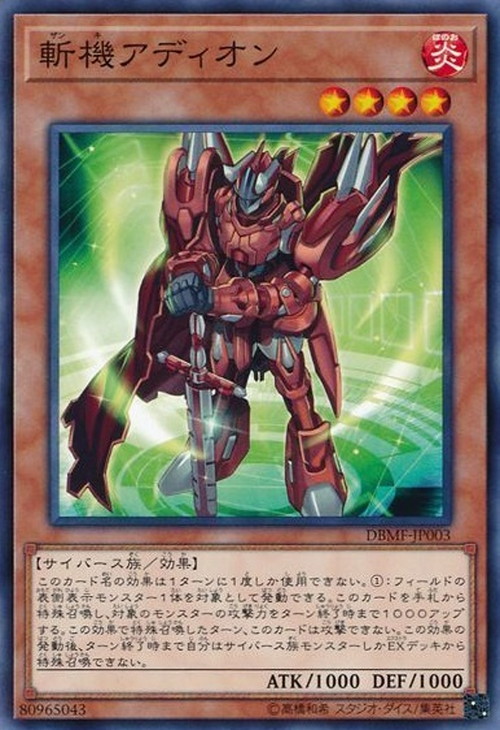 斬機アディオン
炎
DBMF-JP003
【サイバース族／効果】
このカード名の効果は１ターンに１度しか使用できない。①：フィールドの
表側表示モンスター１体を対象として発動できる。このカードを手札から
特殊召喚し、対象のモンスターの攻撃力をターン終了時まで１０００アップ
する。この効果で特殊召喚したターン、このカードは攻撃できない。この効果の
発動後、ターン終了時まで自分はサイバース族モンスターしかEXデッキから
特殊召喚できない。
ATK/1000 DEF/1000
80965043
©高橋和希 スタジオ・ダイス/集英社